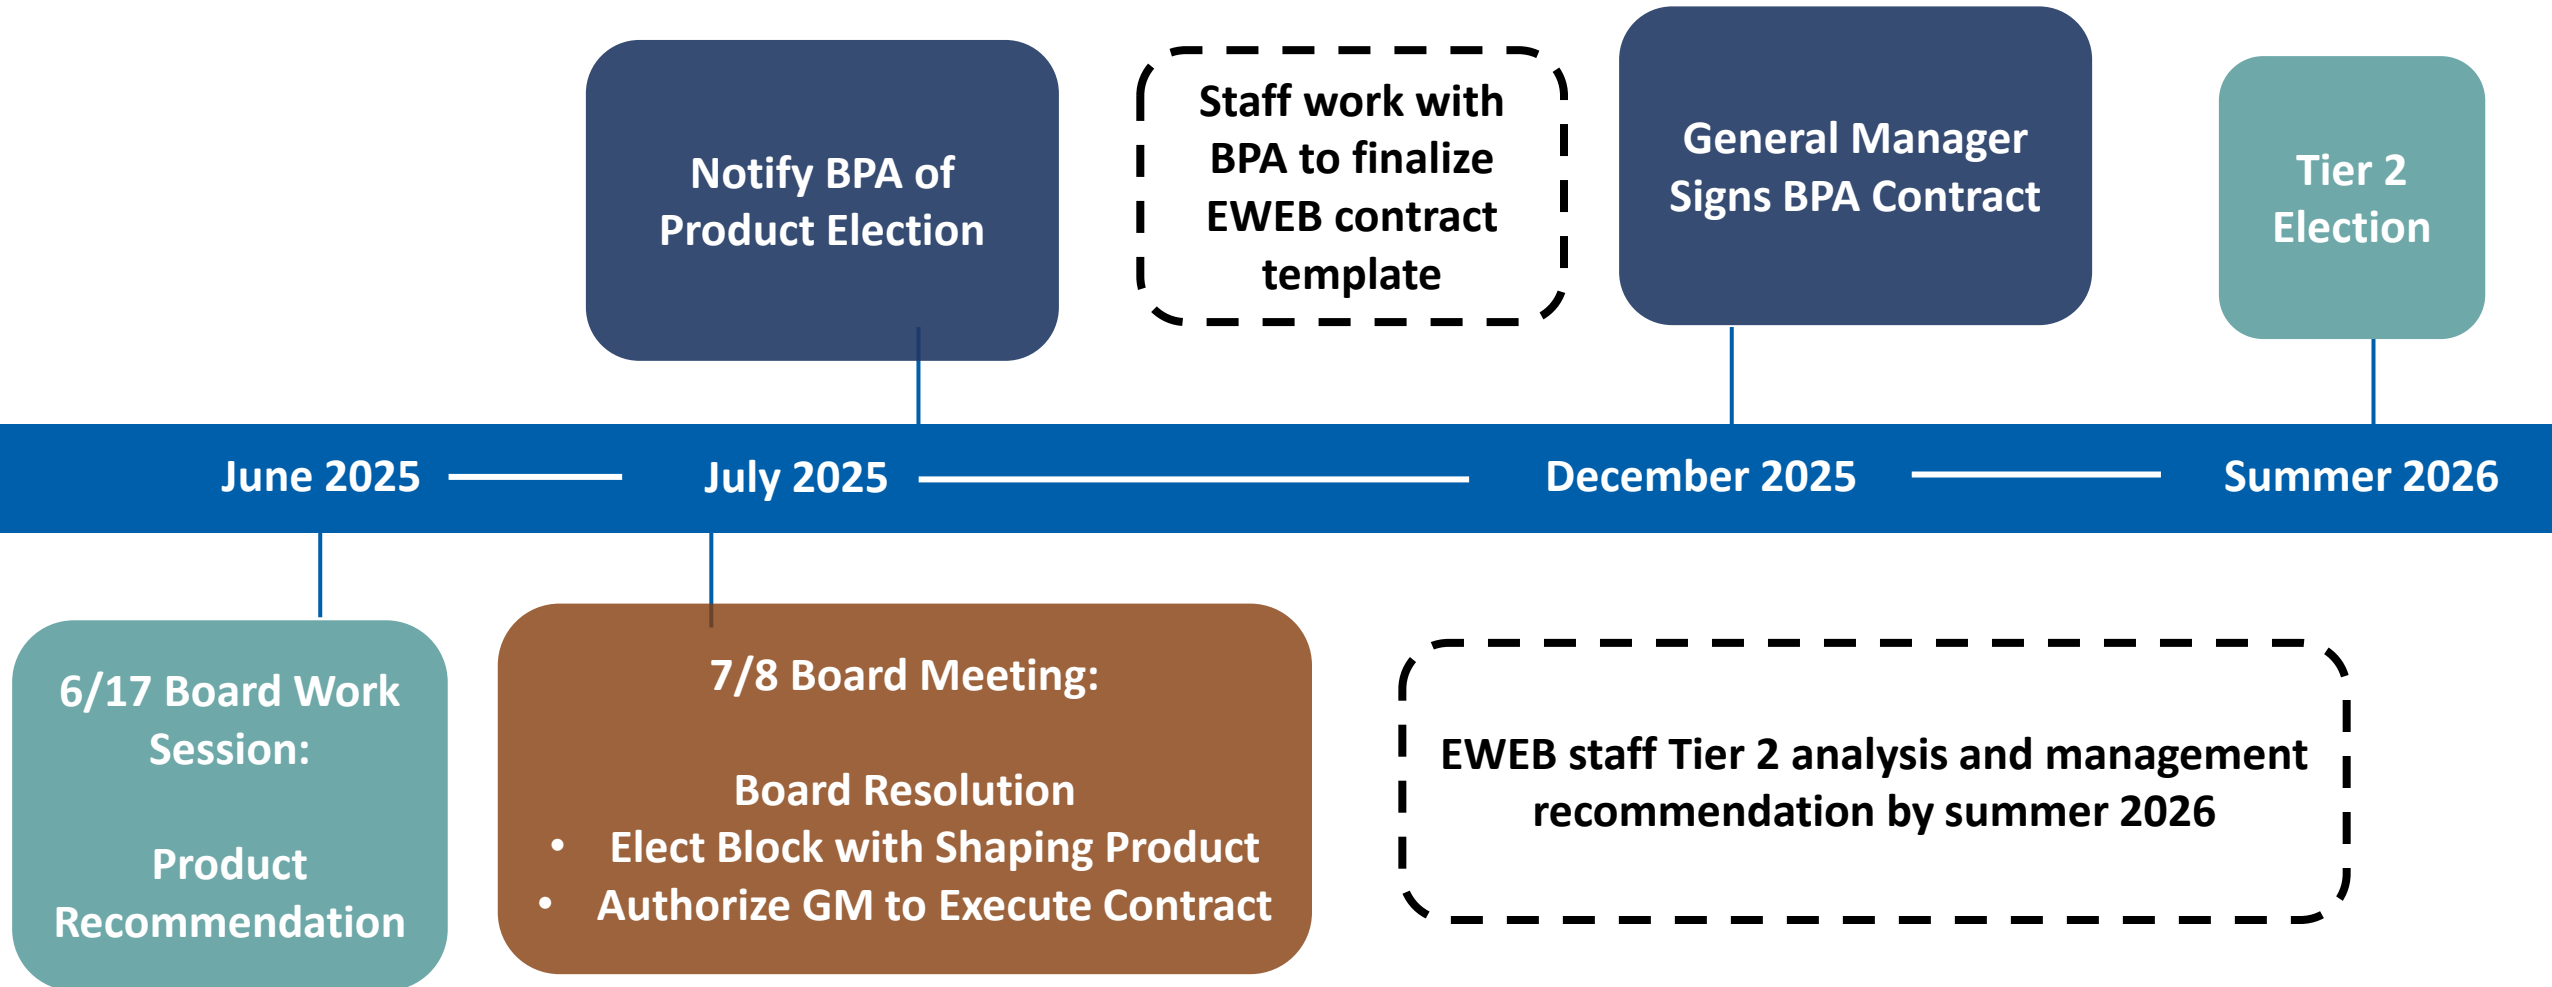 Notify BPA of
Product Election
Staff work with
BPA to finalize
EWEB contract
template
General Manager
Signs BPA Contract
Tier 2
Election
June 2025
July 2025
December 2025
Summer 2026
6/17 Board Work
Session:
Product
Recommendation
7/8 Board Meeting:
Board Resolution
• Elect Block with Shaping Product
• Authorize GM to Execute Contract
EWEB staff Tier 2 analysis and management
recommendation by summer 2026